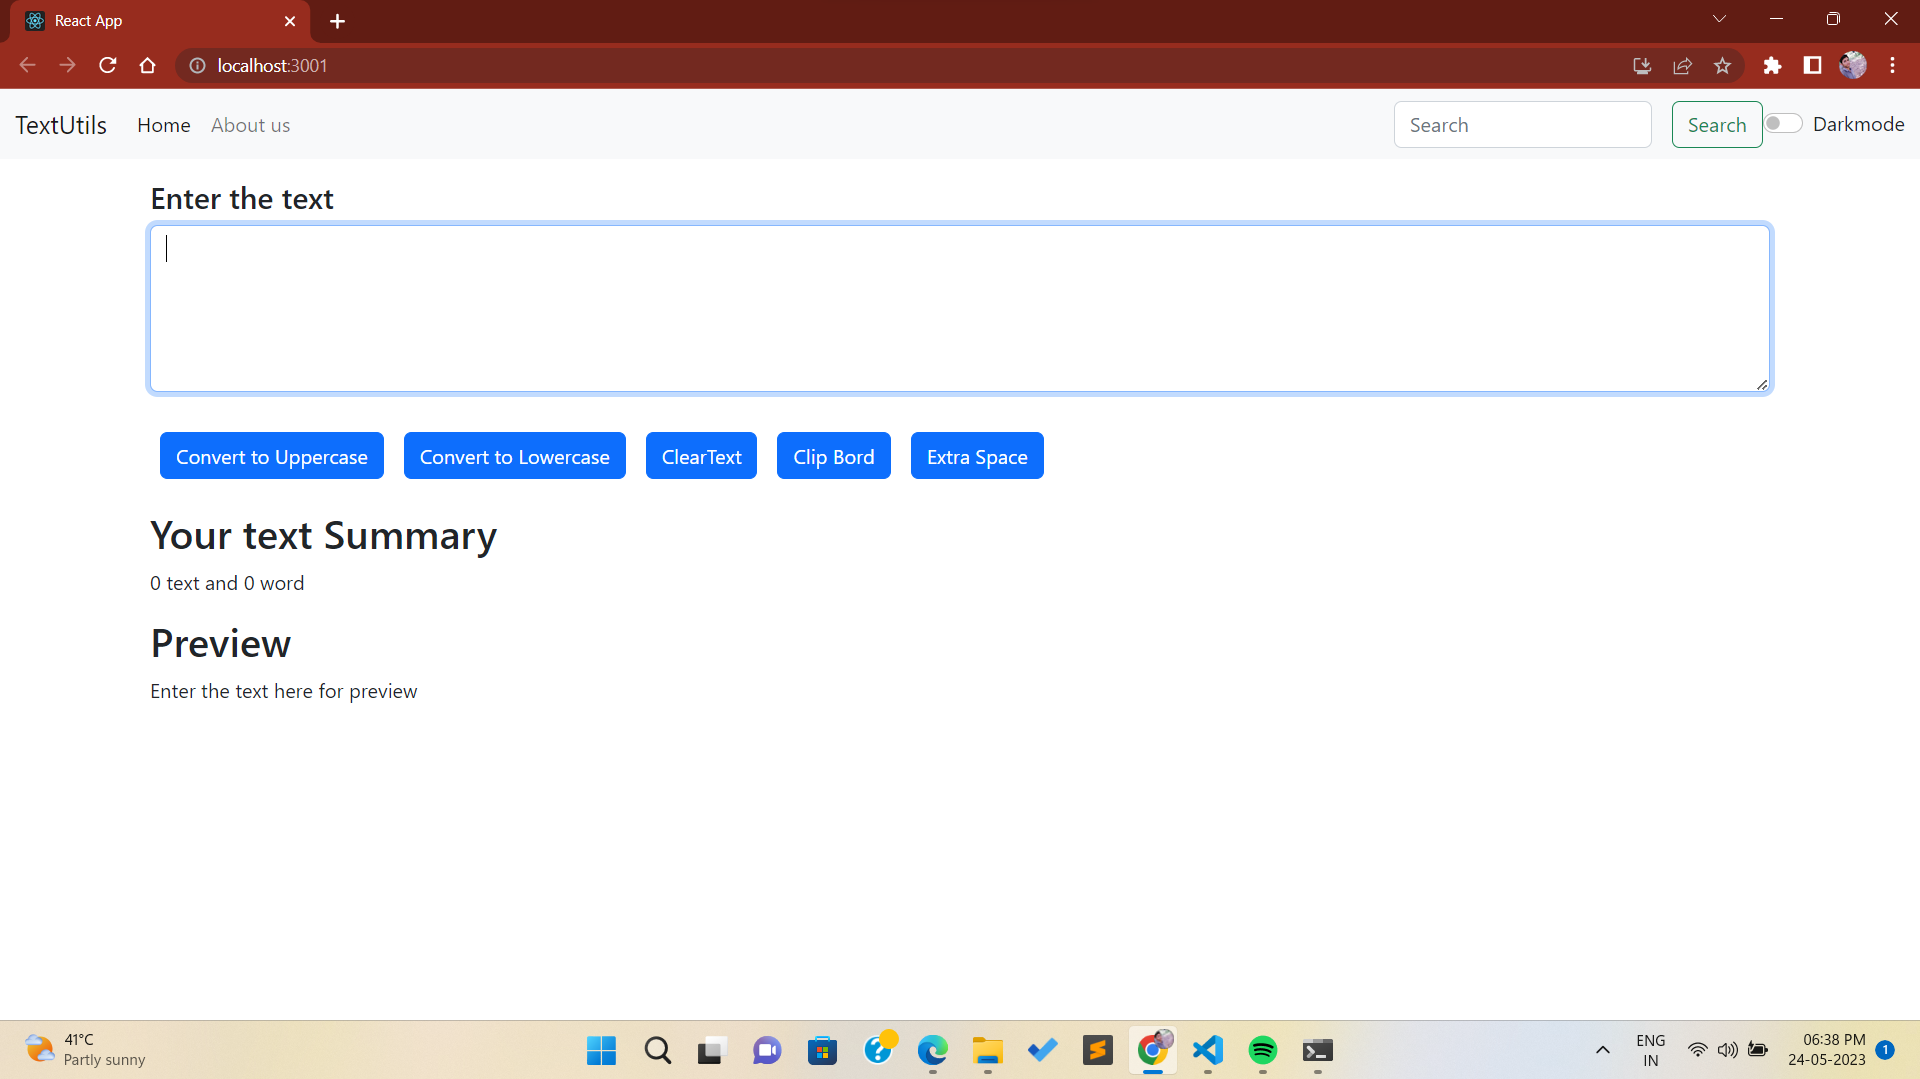 React App
localhost:3001
TextUtils Home About us Search Search Darkmode
Enter the text
Convert to Uppercase Convert to Lowercase ClearText Clip Bord Extra Space
Your text Summary
0 text and 0 word
Preview
Enter the text here for preview
41°C
Partly sunny
ENG
IN
06:38 PM
24-05-2023
1